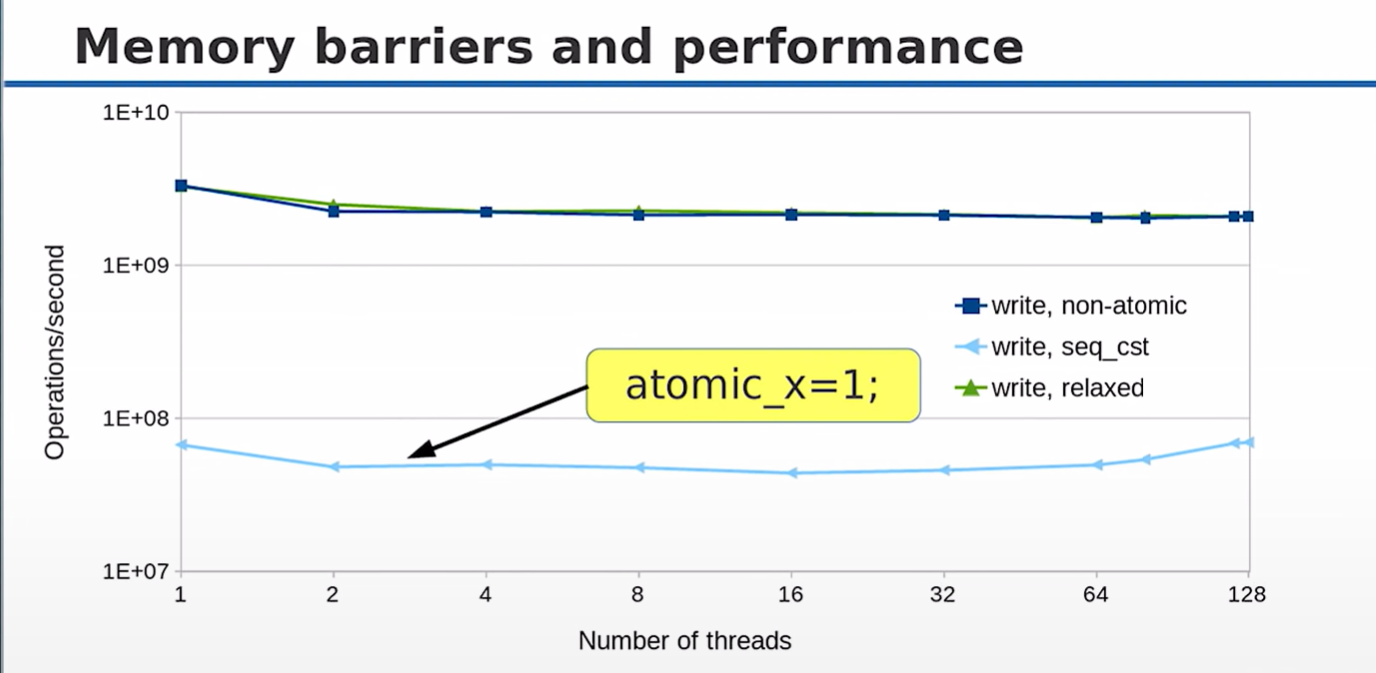 Memory barriers and performance
1E+10
1E+09
1E+08
1E+07
Operations/second
write, non-atomic
write, seq_cst
write, relaxed
atomic_x=1;
1
2
4
8
16
32
64
128
Number of threads